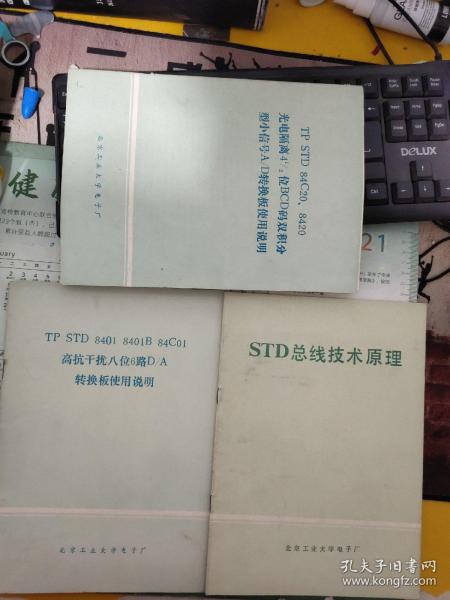 TP STD 84C20、8420
光电隔离4½位BCD码双积分
型小信号A/D转换板使用说明
北京工业大学电子厂
TP STD 8401 8401B 84C01
高抗干扰八位6路D/A
转换板使用说明
北京工业大学电子厂
STD总线技术原理
北京工业大学电子厂
DELUX
健
21
孔夫子旧书网
www.kongfz.com